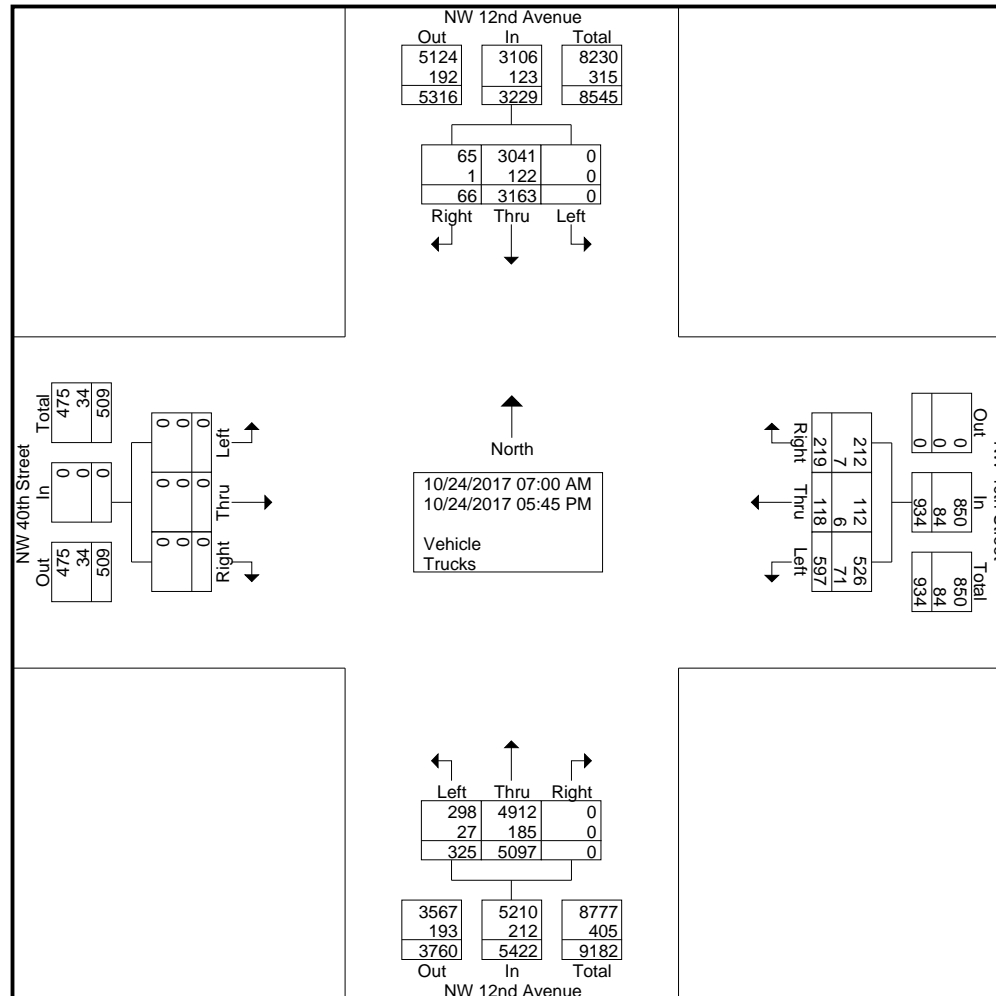 NW 12nd Avenue
Out In Total
5124 3106 8230
192 123 315
5316 3229 8545
65 3041 0
1 122 0
66 3163 0
Right Thru Left
NW 40th Street
Total In Out
509 0 509
34 0 34
475 0 475
Left Thru Right
0 0 0
0 0 0
0 0 0
North
10/24/2017 07:00 AM
10/24/2017 05:45 PM
Vehicle
Trucks
Right Thru Left
212 112 526
7 6 71
219 118 597
Out In Total
0 850 850
0 84 84
0 934 934
Left Thru Right
298 4912 0
27 185 0
325 5097 0
3567 5210 8777
193 212 405
3760 5422 9182
Out In Total
NW 12nd Avenue